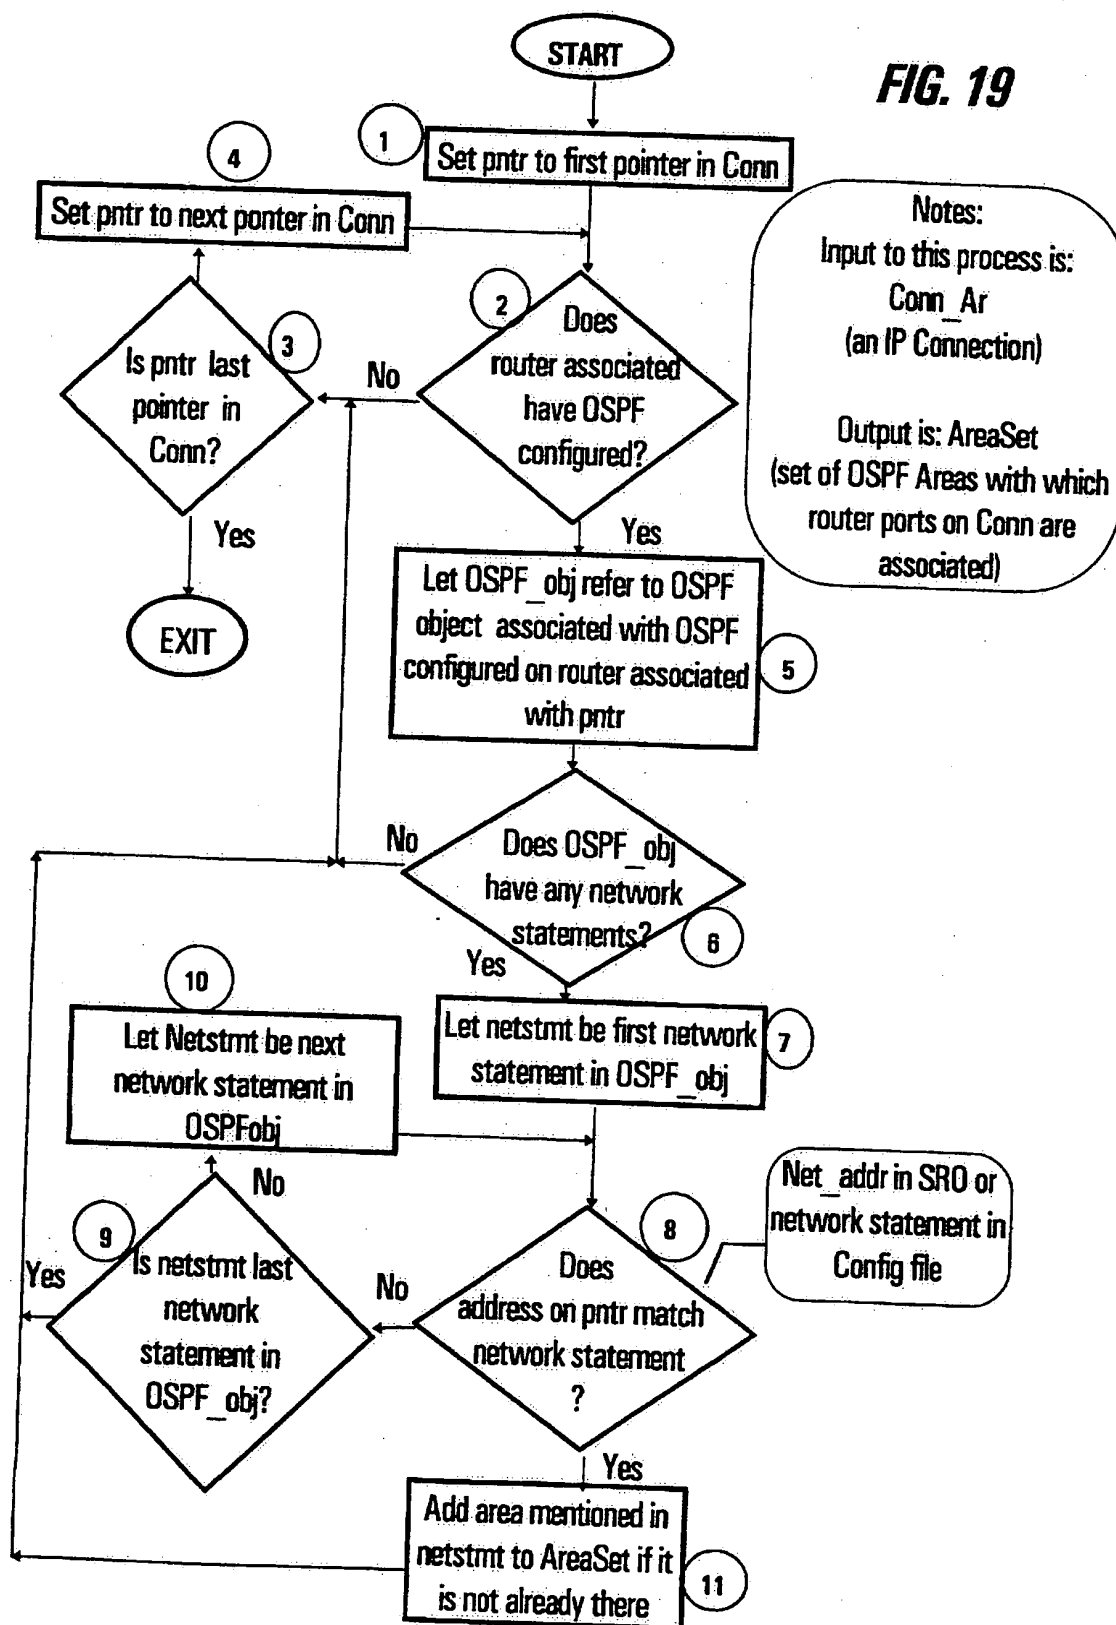 START
FIG. 19
1
Set pntr to first pointer in Conn
4
Set pntr to next ponter in Conn
Notes:
Input to this process is:
Conn_Ar
(an IP Connection)
Output is: AreaSet
(set of OSPF Areas with which
router ports on Conn are
associated)
2
Does
router associated
have OSPF
configured?
No
3
Is pntr last
pointer in
Conn?
Yes
EXIT
Yes
Let OSPF_obj refer to OSPF
object associated with OSPF
configured on router associated
with pntr
5
No
Does OSPF_obj
have any network
statements?
6
Yes
10
Let Netstmt be next
network statement in
OSPFobj
Let netstmt be first network
statement in OSPF_obj
7
No
9
Is netstmt last
network
statement in
OSPF_obj?
Yes
No
8
Does
address on pntr match
network statement
?
Net_addr in SRO or
network statement in
Config file
Yes
Add area mentioned in
netstmt to AreaSet if it
is not already there
11